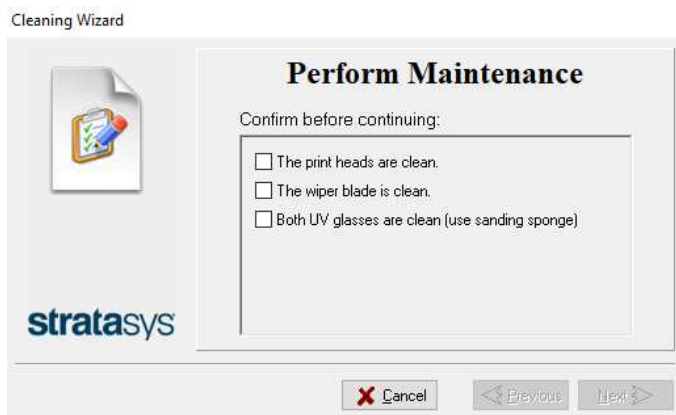 Cleaning Wizard
Perform Maintenance
Confirm before continuing:
The print heads are clean.
The wiper blade is clean.
Both UV glasses are clean (use sanding sponge)
stratasys
Cancel
Previous
Next